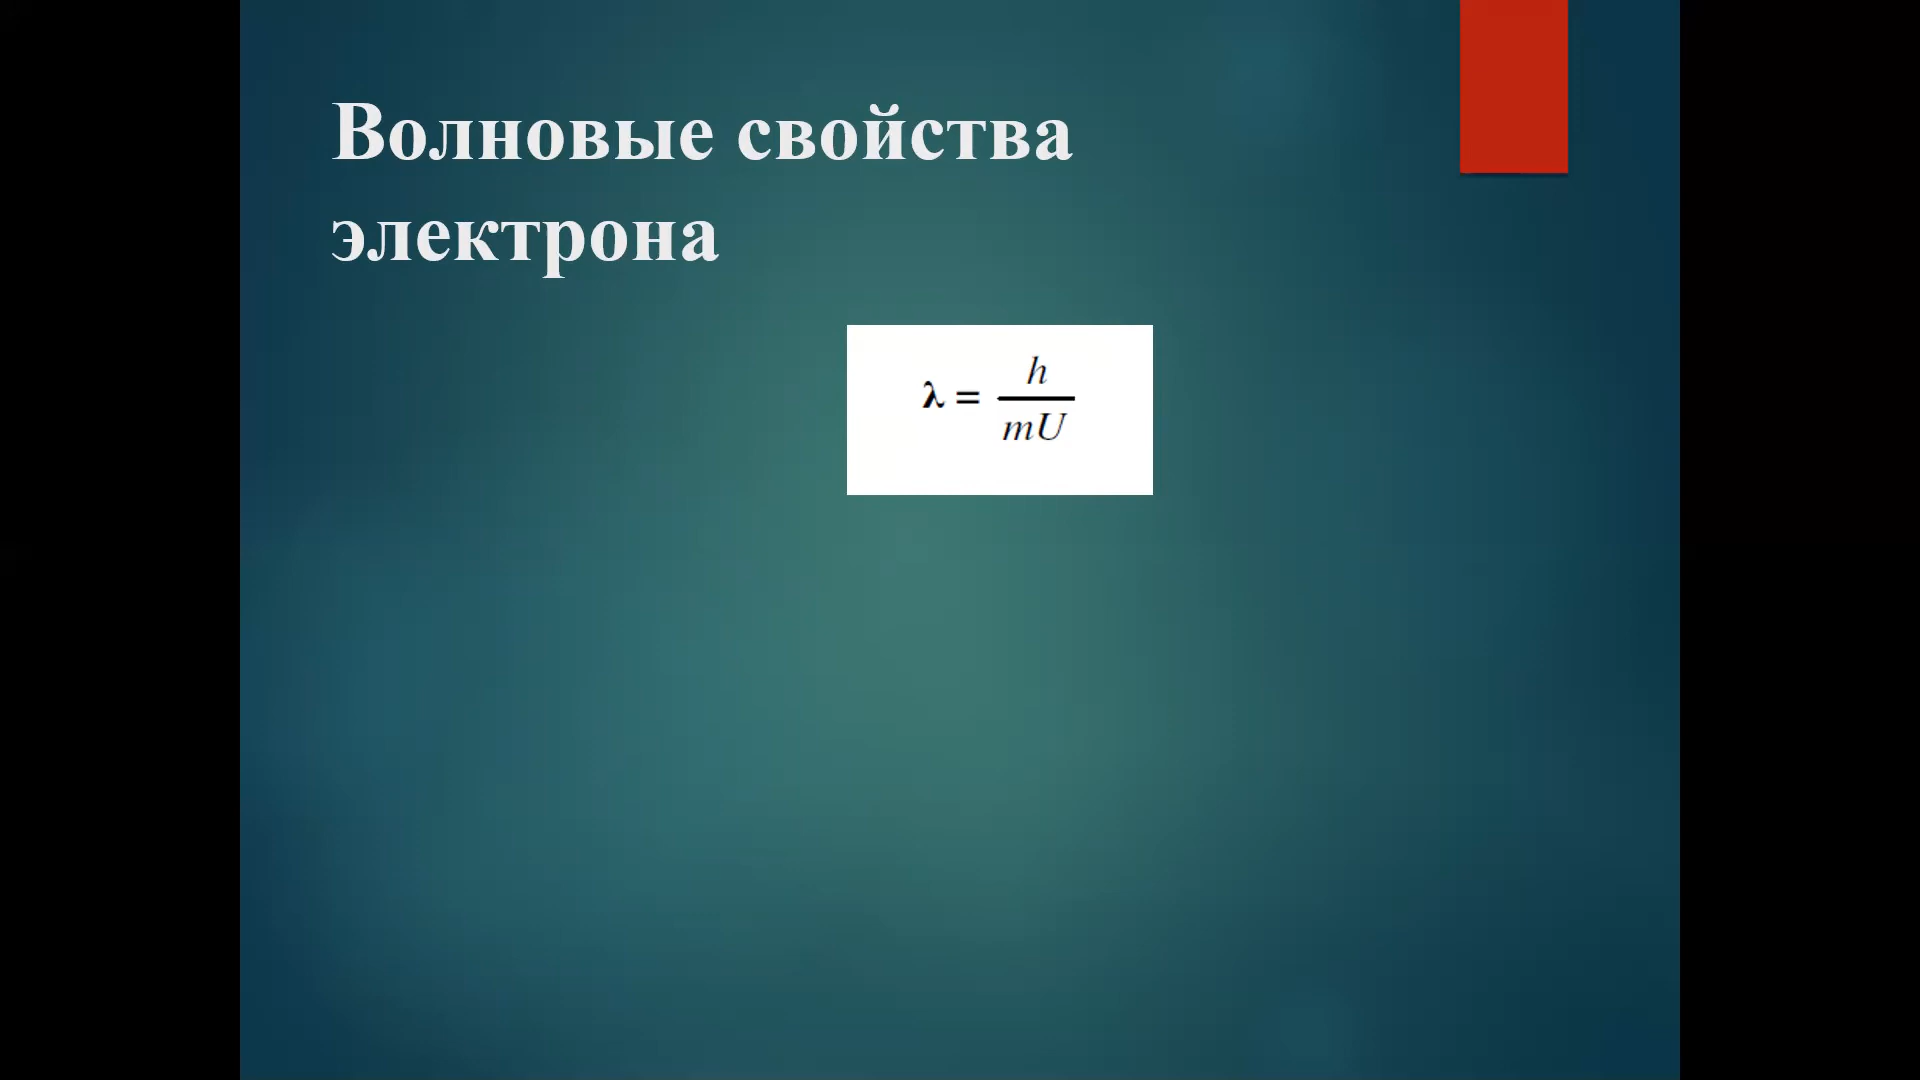 Волновые свойства
электрона
λ = h / mU